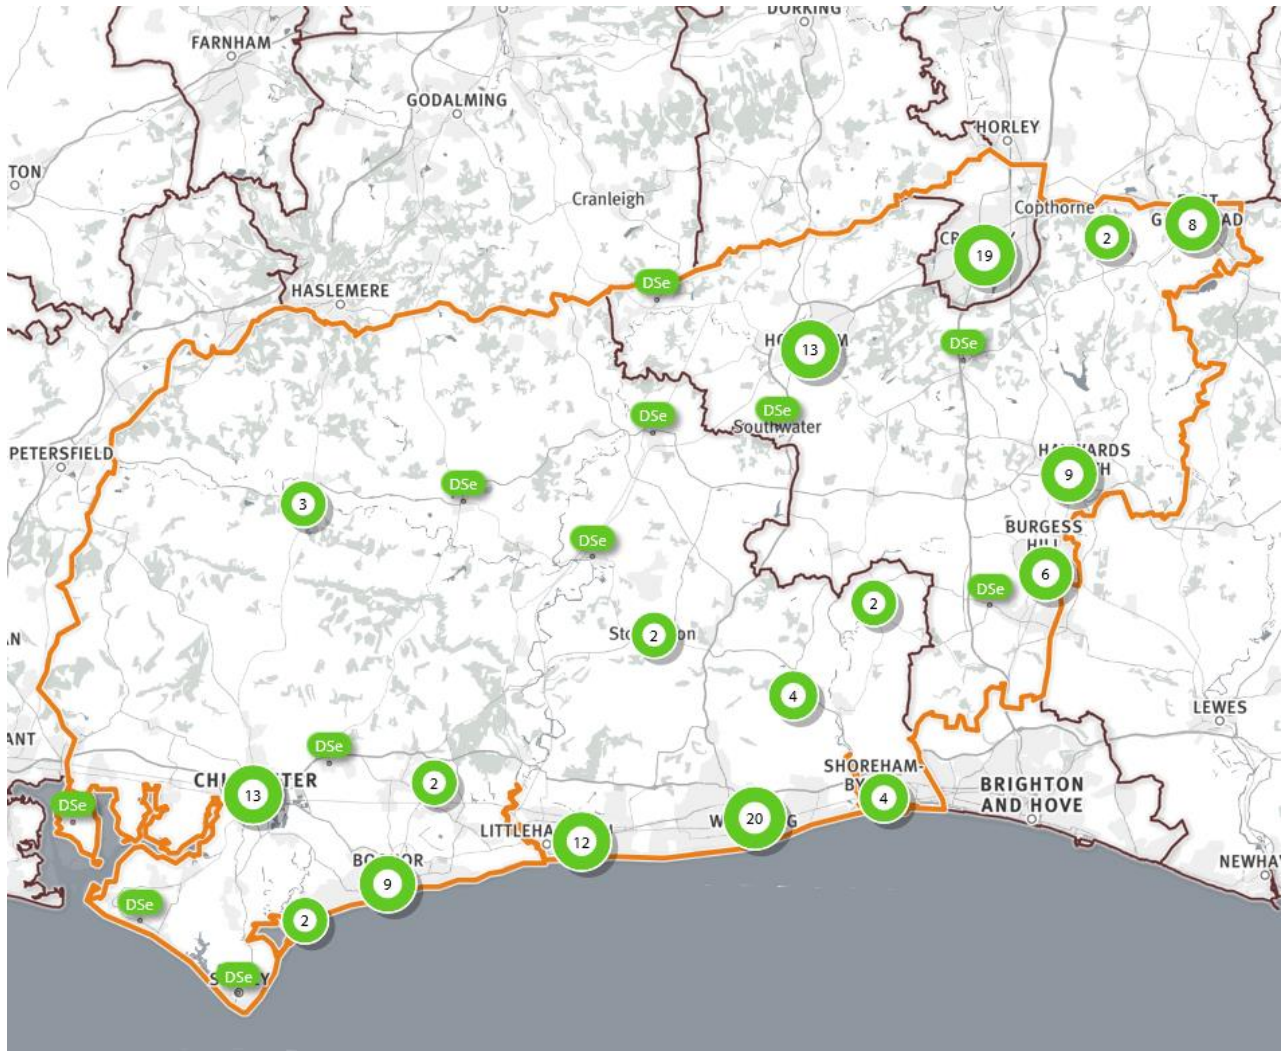 DORKING
FARNHAM
GODALMING
HORLEY
TON
Cranleigh
Copthorne
8
2
19
HASLEMERE
DSe
13
DSe
DSe
DSe
Southwater
PETERSFIELD
9
DSe
3
BURGESS
DSe
6
DSe
2
2
4
LEWES
ANT
DSe
SHOREHAM-
13
2
BRIGHTON
AND HOVE
4
DSe
20
12
NEWHA
9
DSe
2
DSe